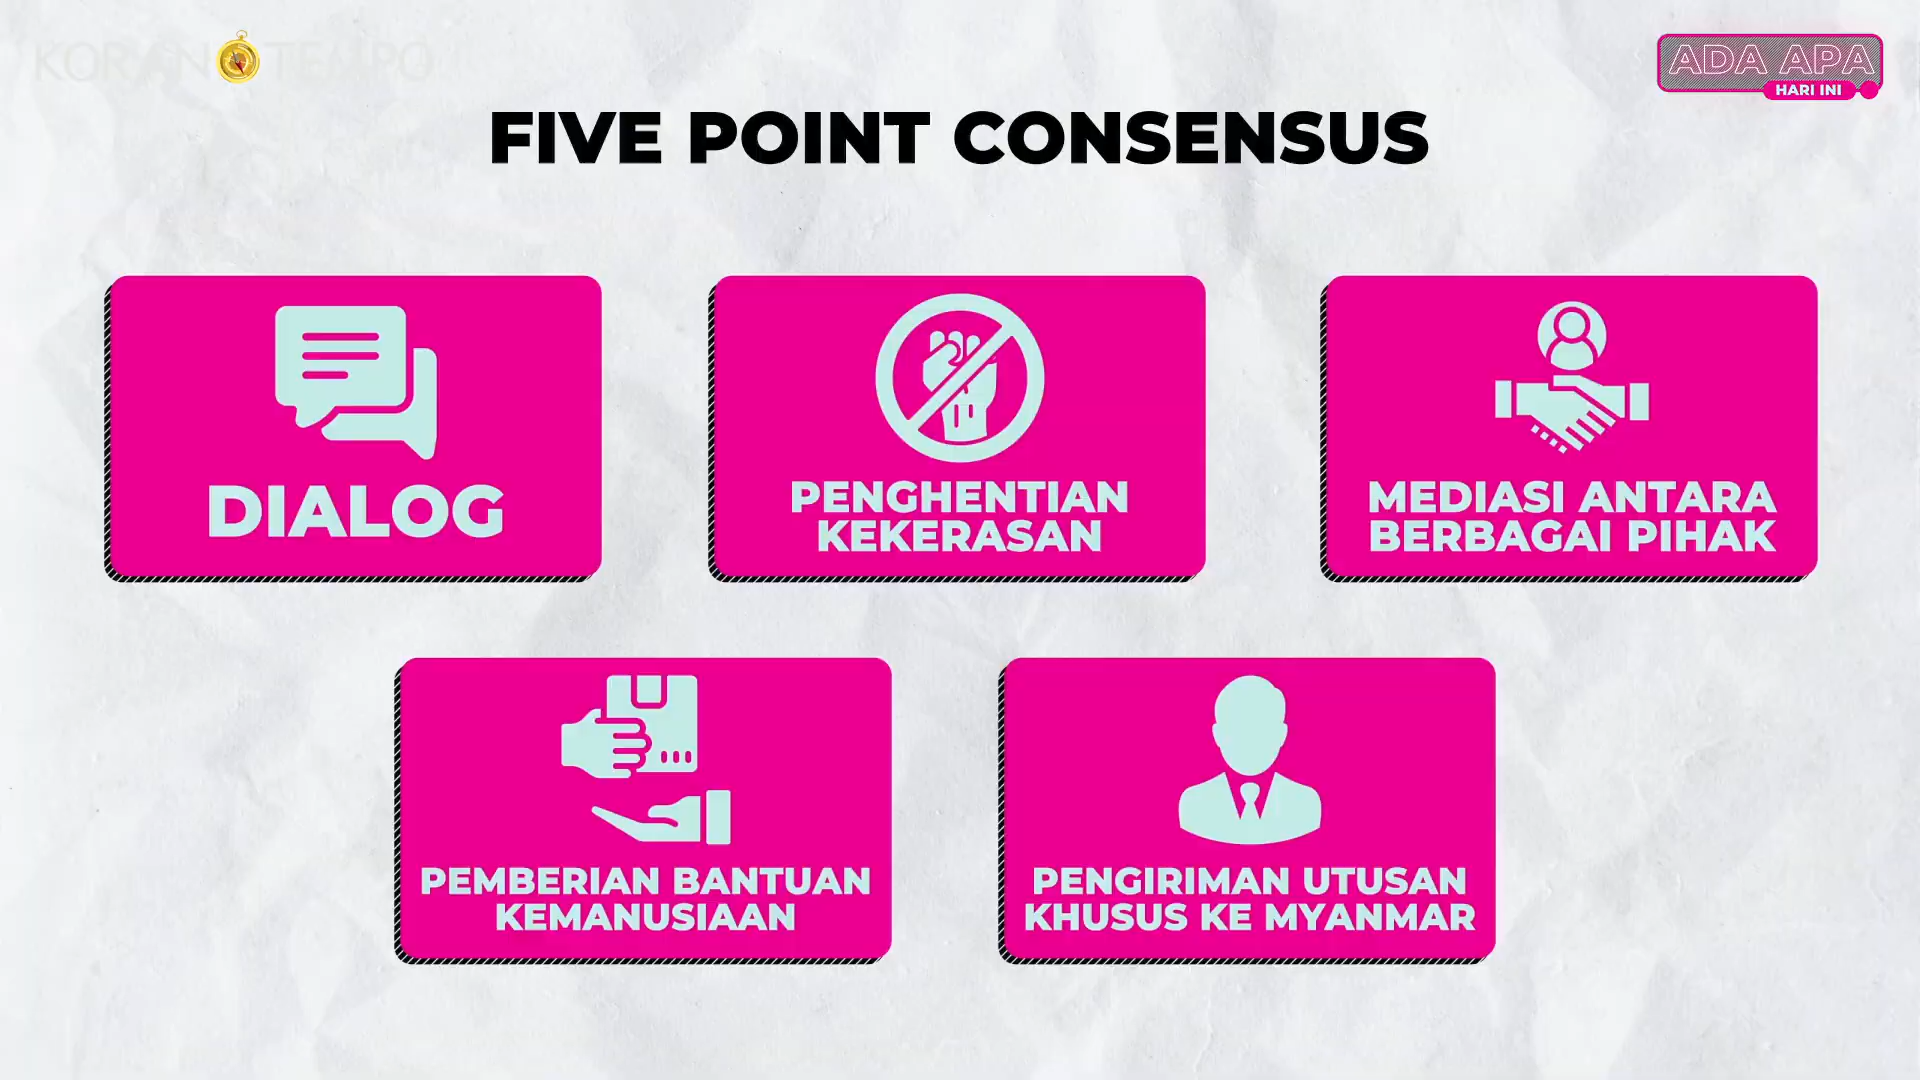 KORAN TEMPO
ADA APA
HARI INI
FIVE POINT CONSENSUS
DIALOG
PENGHENTIAN
KEKERASAN
MEDIASI ANTARA
BERBAGAI PIHAK
PEMBERIAN BANTUAN
KEMANUSIAAN
PENGIRIMAN UTUSAN
KHUSUS KE MYANMAR